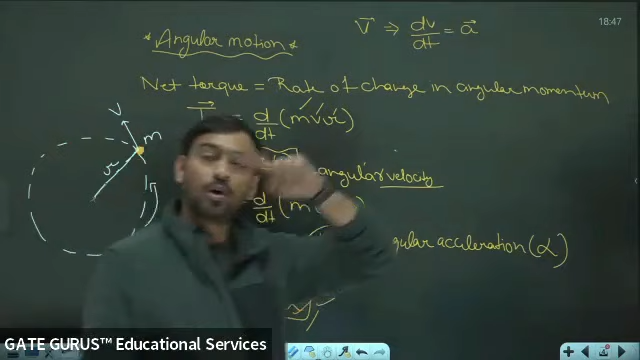 V⃗ ⇒ dv/dt = a⃗
18:47
* Angular motion *
Net torque = Rate of change in angular momentum
d/dt (mvr)
V
m
r
angular velocity
d/dt (m
gular accleration (α)
GATE GURUS™ Educational Services